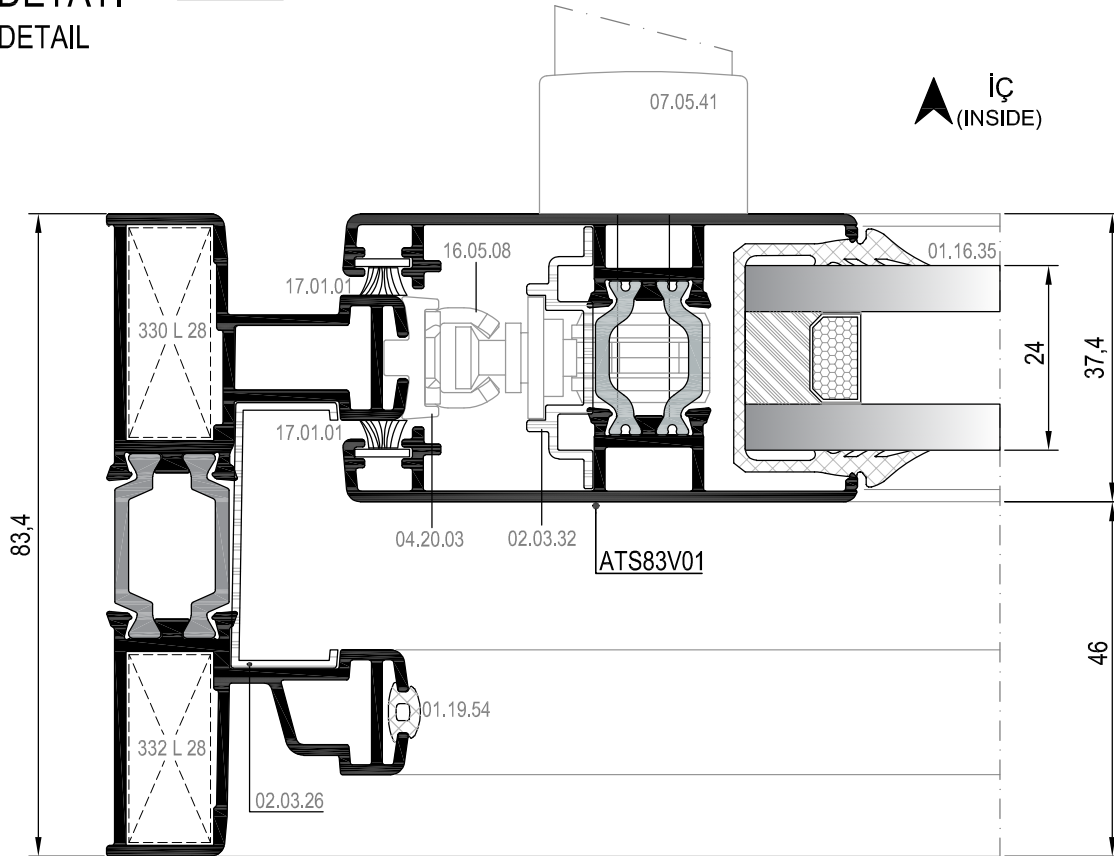 DETAIL
07.05.41
İÇ
(INSIDE)
16.05.08
01.16.35
17.01.01
330 L 28
24
37,4
17.01.01
83,4
04.20.03
02.03.32
ATS83V01
46
01.19.54
332 L 28
02.03.26